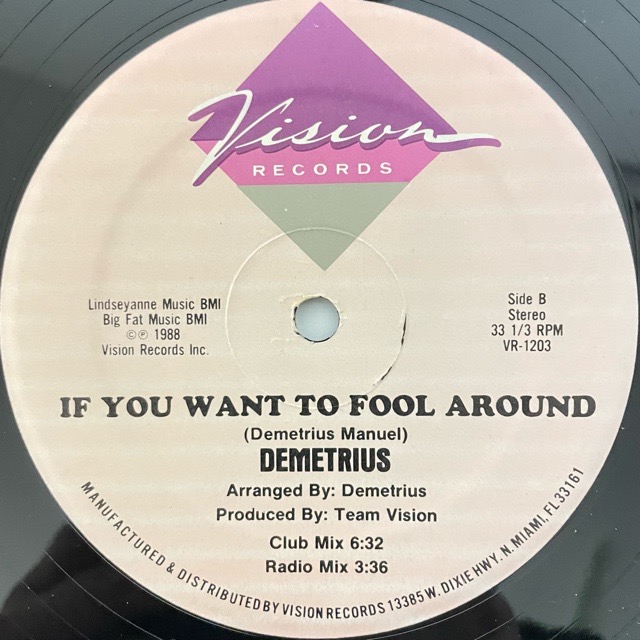 Vision
RECORDS
Lindseyanne Music BMI
Big Fat Music BMI
©℗ 1988
Vision Records Inc.
Side B
Stereo
33 1/3 RPM
VR-1203
IF YOU WANT TO FOOL AROUND
(Demetrius Manuel)
DEMETRIUS
Arranged By: Demetrius
Produced By: Team Vision
Club Mix 6:32
Radio Mix 3:36
MANUFACTURED & DISTRIBUTED BY VISION RECORDS 13385 W. DIXIE HWY. N. MIAMI, FL 33161